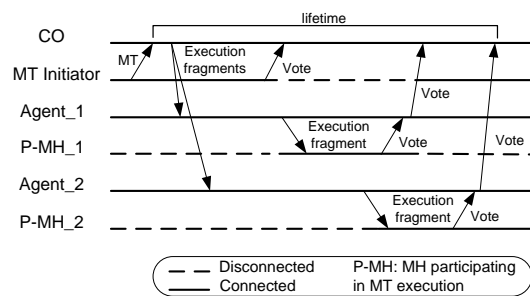 lifetime
CO
MT
Execution
fragments
Vote
MT Initiator
Vote
Agent_1
Execution
fragment
Vote
P-MH_1
Vote
Agent_2
Execution
fragment
Vote
P-MH_2
Disconnected
Connected
P-MH: MH participating
in MT execution